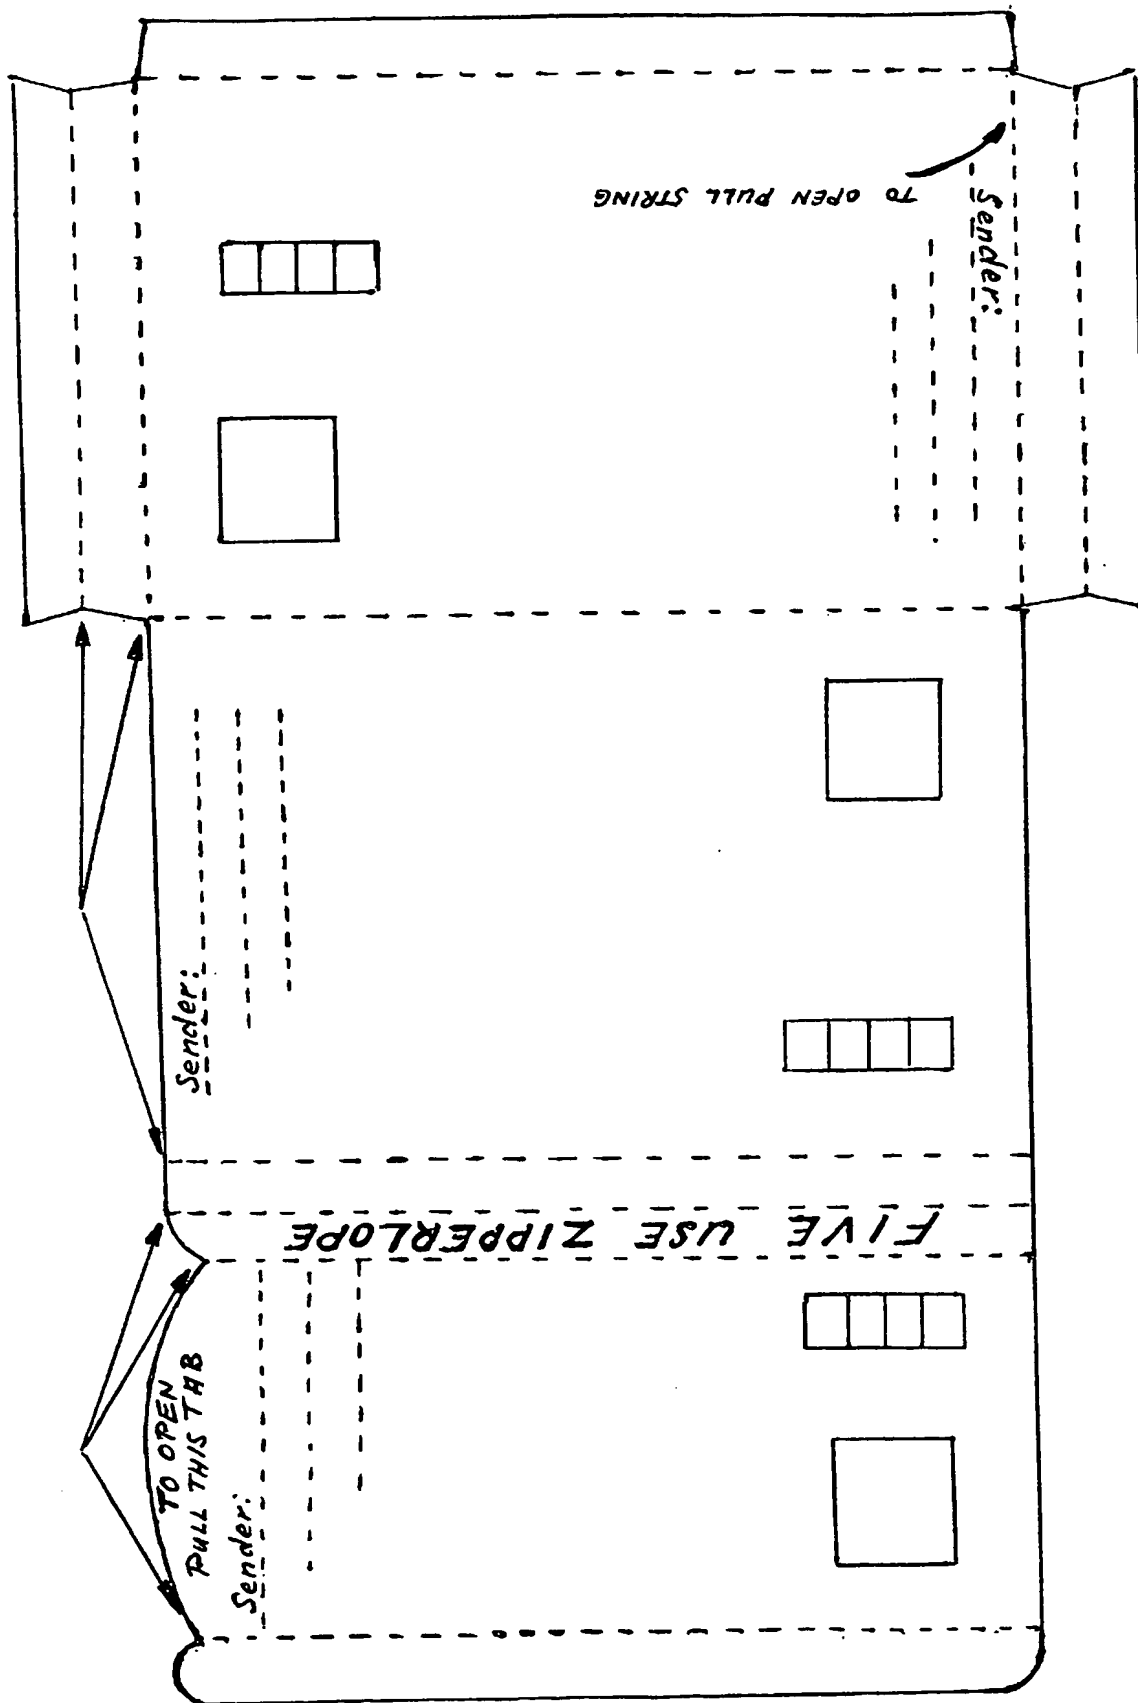 TO OPEN PULL STRING
Sender:
Sender:
FIVE USE ZIPPERLOPE
TO OPEN
PULL THIS TAB
Sender: